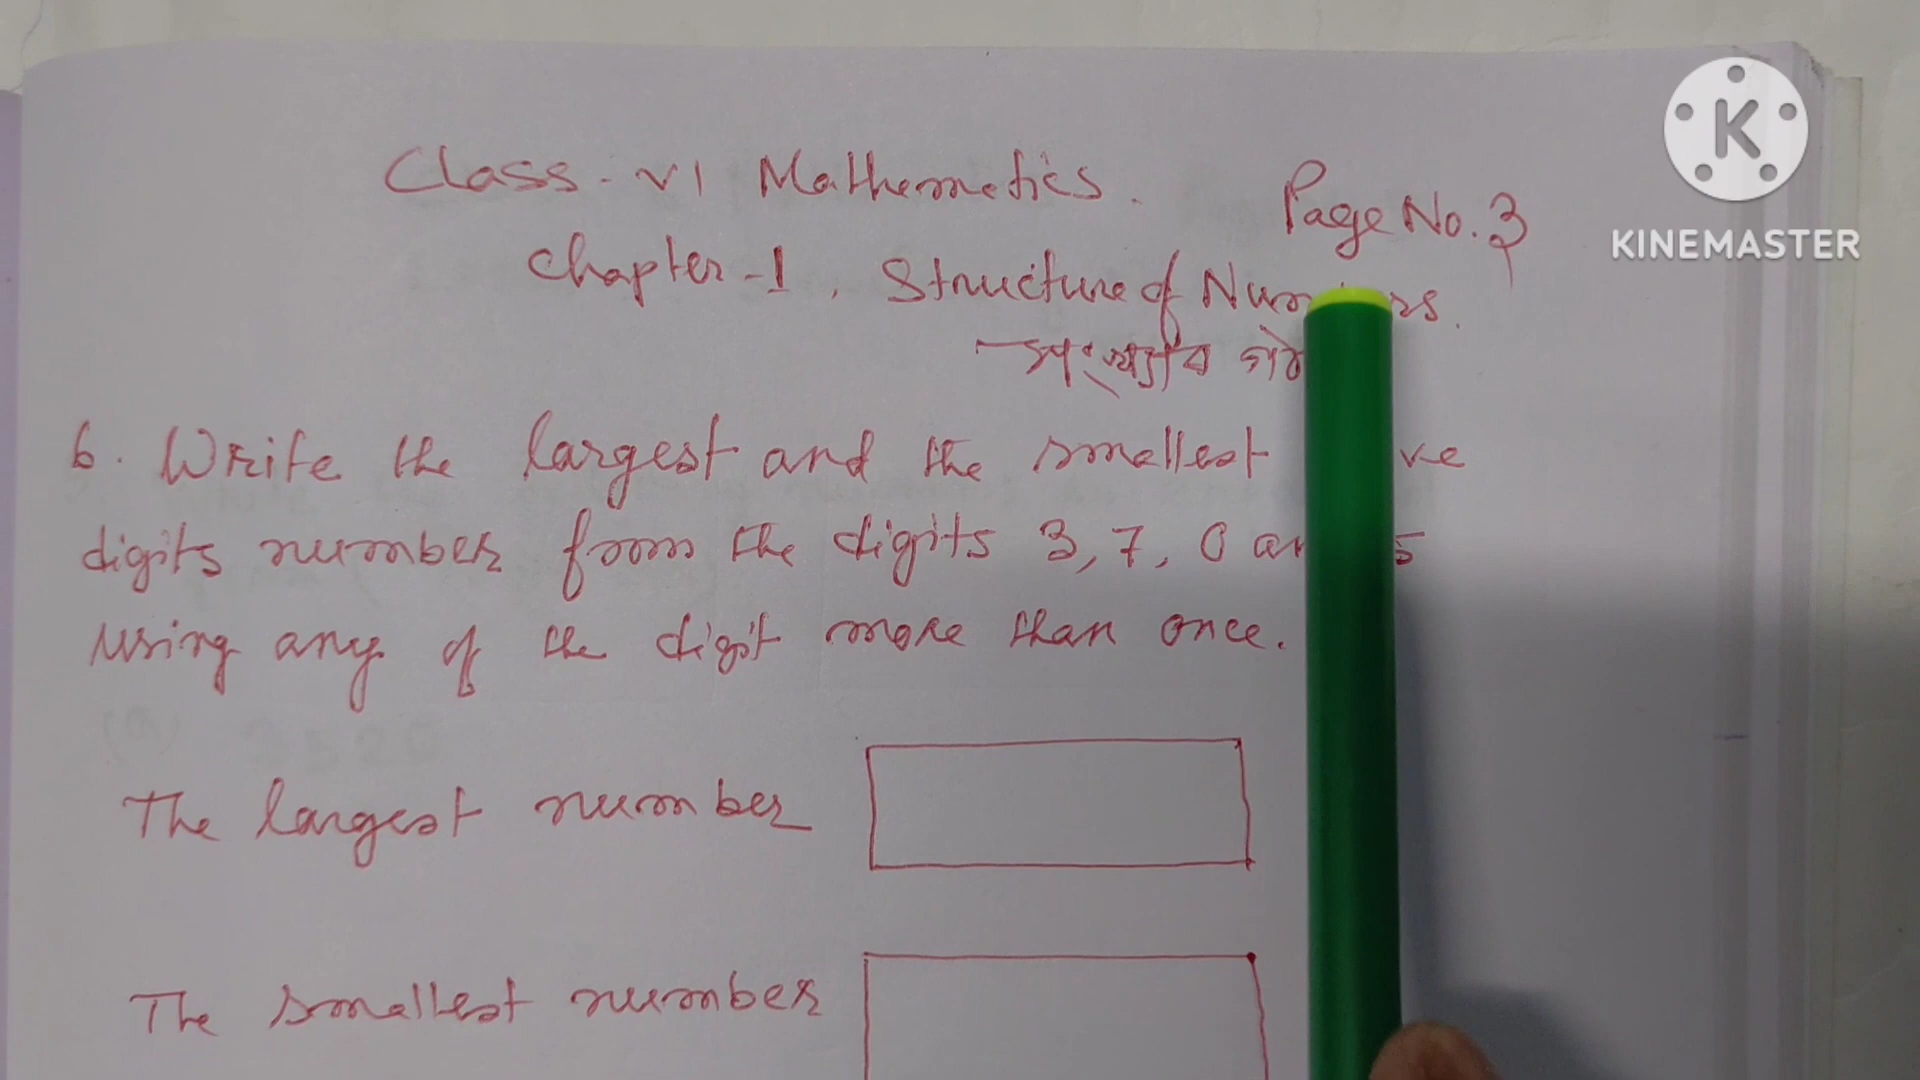 Class - VI Mathematics.
Page No. 3
KINEMASTER
Chapter - 1, Structure of
সংখ্যাৰ
6. Write the largest and the smallest
digits number from the digits 3, 7, 0 5
using any of the digit more than once.
The largest number
The smallest number